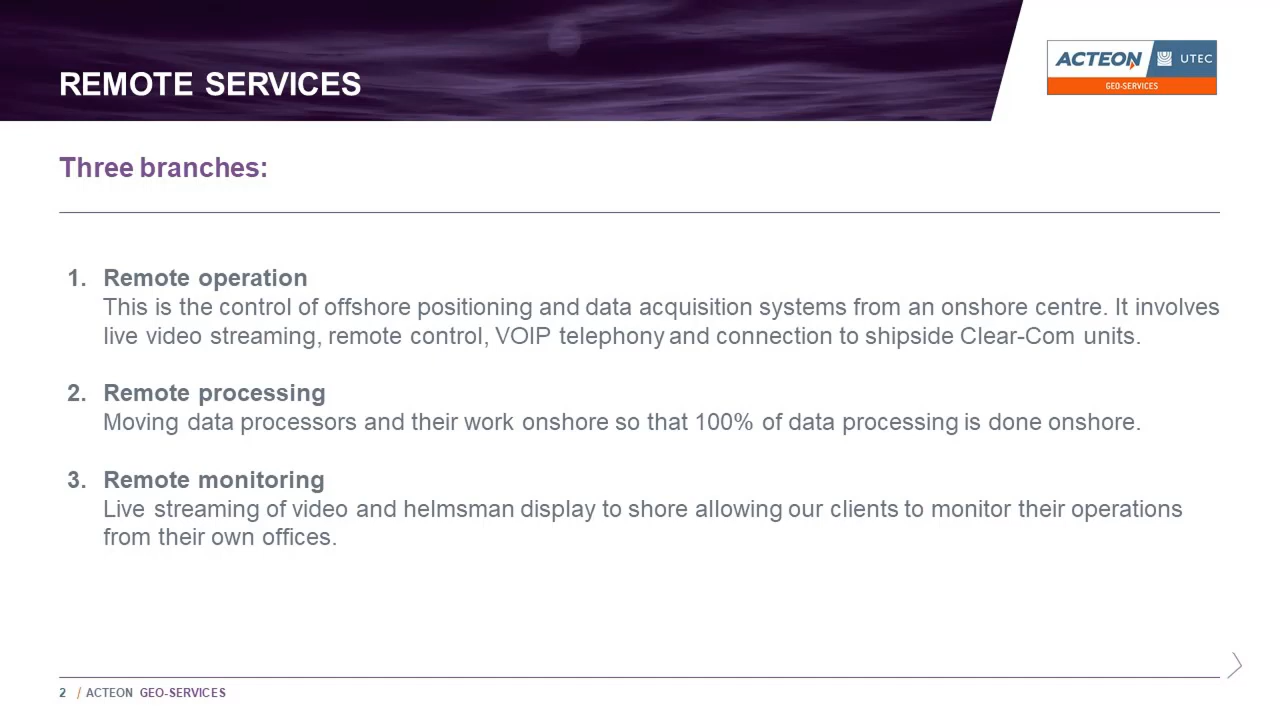 REMOTE SERVICES
ACTEON UTEC
GEO-SERVICES
Three branches:
1. Remote operation
This is the control of offshore positioning and data acquisition systems from an onshore centre. It involves
live video streaming, remote control, VOIP telephony and connection to shipside Clear-Com units.
2. Remote processing
Moving data processors and their work onshore so that 100% of data processing is done onshore.
3. Remote monitoring
Live streaming of video and helmsman display to shore allowing our clients to monitor their operations
from their own offices.
2 / ACTEON GEO-SERVICES